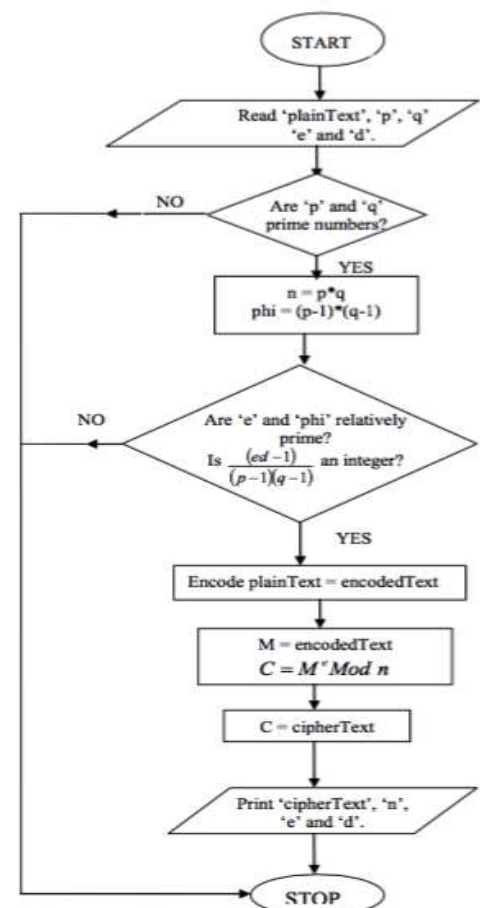 START
Read ‘plainText’, ‘p’, ‘q’
‘e’ and ‘d’.
NO
Are ‘p’ and ‘q’
prime numbers?
YES
n = p*q
phi = (p-1)*(q-1)
NO
Are ‘e’ and ‘phi’ relatively
prime?
Is (ed −1) / (p −1)(q −1) an integer?
YES
Encode plainText = encodedText
M = encodedText
C = M^e Mod n
C = cipherText
Print ‘cipherText’, ‘n’,
‘e’ and ‘d’.
STOP